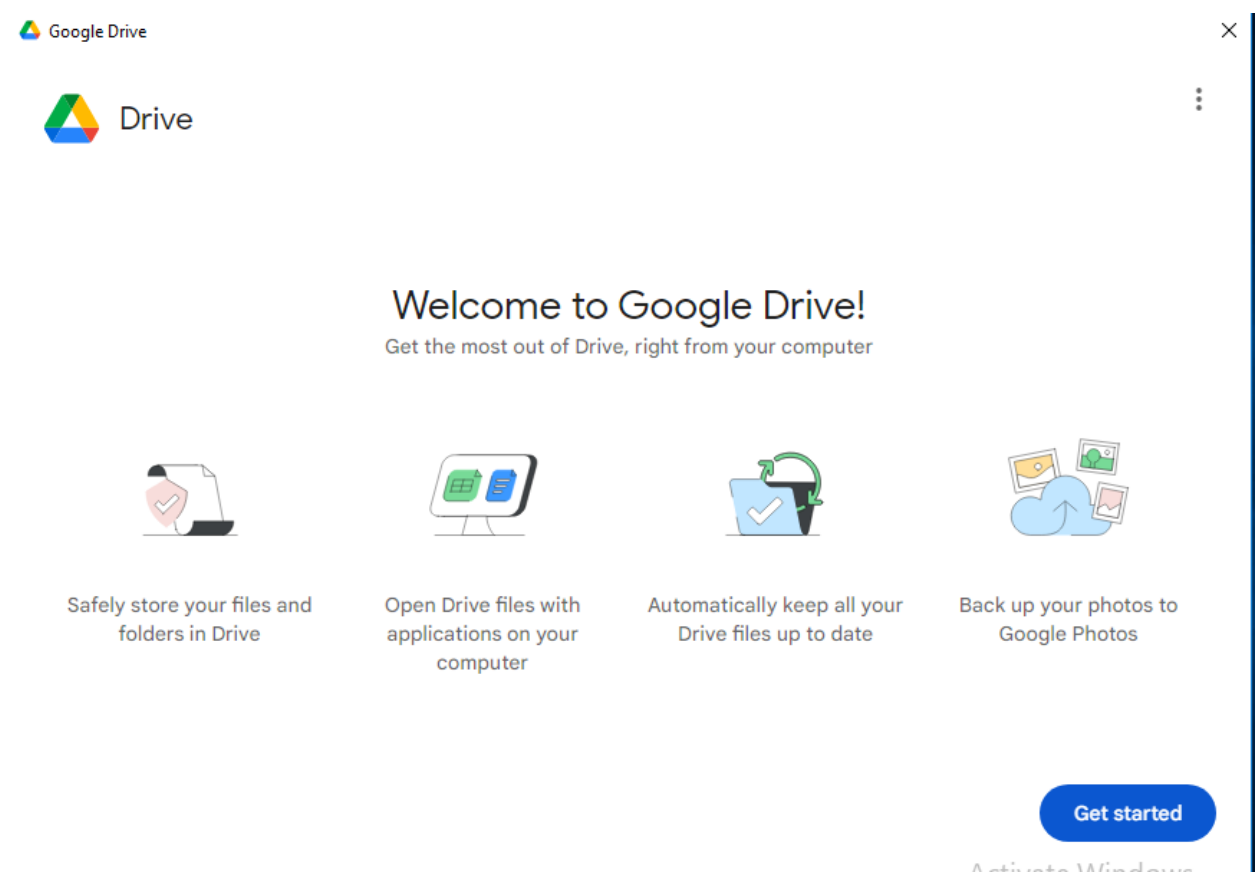 Google Drive
Drive
Welcome to Google Drive!
Get the most out of Drive, right from your computer
Safely store your files and
folders in Drive
Open Drive files with
applications on your
computer
Automatically keep all your
Drive files up to date
Back up your photos to
Google Photos
Get started
Activate Windows